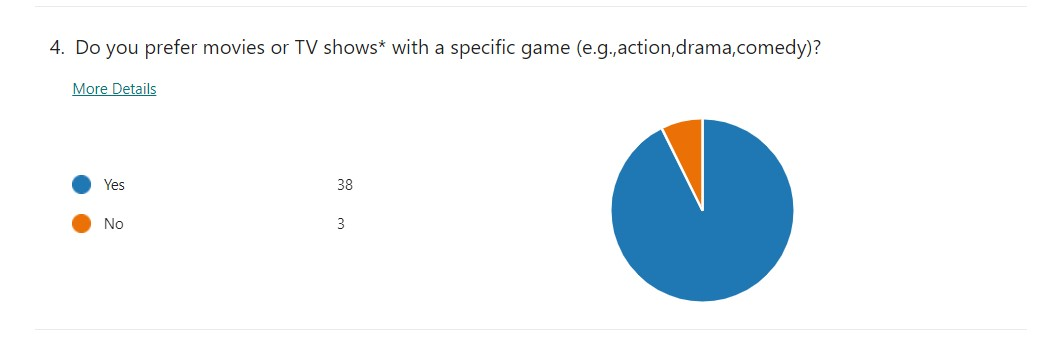 4. Do you prefer movies or TV shows* with a specific game (e.g.,action,drama,comedy)?
More Details
Yes 38
No 3